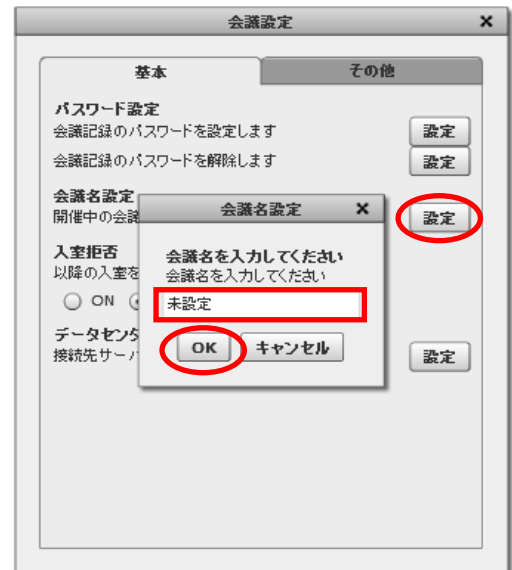 会議設定 ×
基本
その他
パスワード設定
会議記録のパスワードを設定します 設定
会議記録のパスワードを解除します 設定
会議名設定
開催中の会議 設定
会議名設定 ×
会議名を入力してください
会議名を入力してください
未設定
OK キャンセル
入室拒否
以降の入室を
ON
データセンタ
接続先サーバ 設定